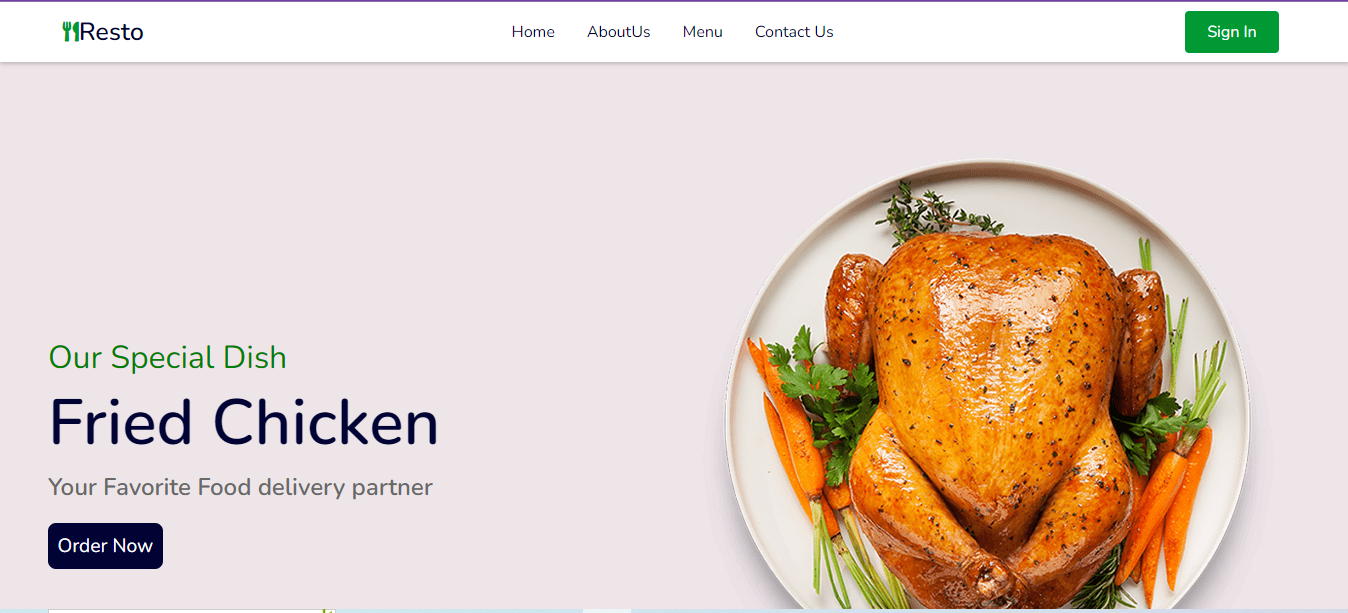 Resto
Home AboutUs Menu Contact Us
Sign In
Our Special Dish
Fried Chicken
Your Favorite Food delivery partner
Order Now